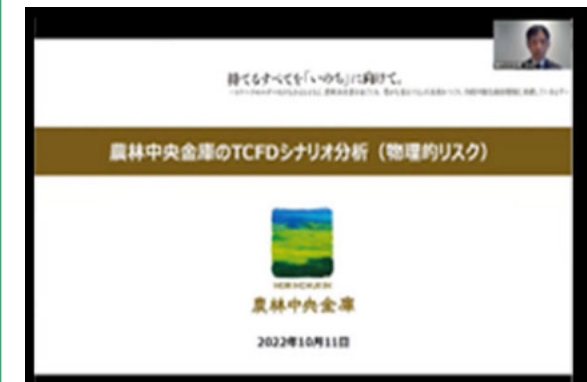 持てるすべてを「いのち」に向けて。
農林中央金庫のTCFDシナリオ分析（物理的リスク）
NORINCHUKIN
農林中央金庫
2022年10月11日